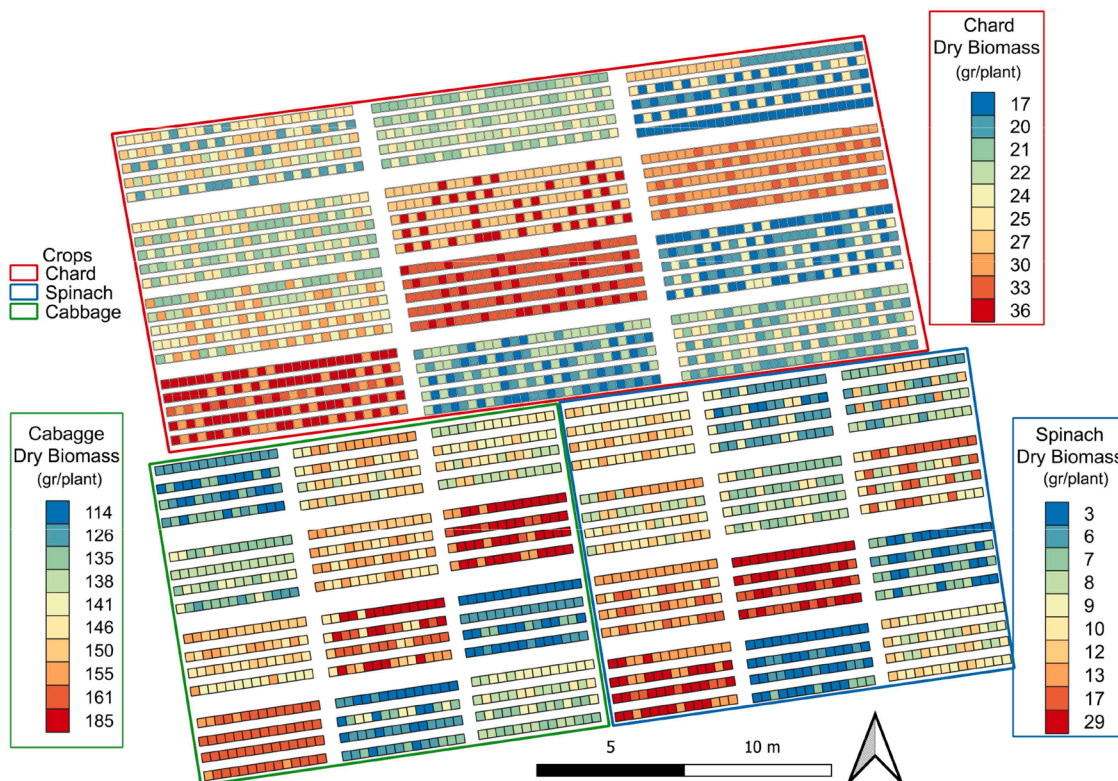 Chard
Dry Biomass
(gr/plant)
17
20
21
22
24
25
27
30
33
36
Crops
Chard
Spinach
Cabbage
Cabagge
Dry Biomass
(gr/plant)
114
126
135
138
141
146
150
155
161
185
Spinach
Dry Biomass
(gr/plant)
3
6
7
8
9
10
12
13
17
29
5
10 m